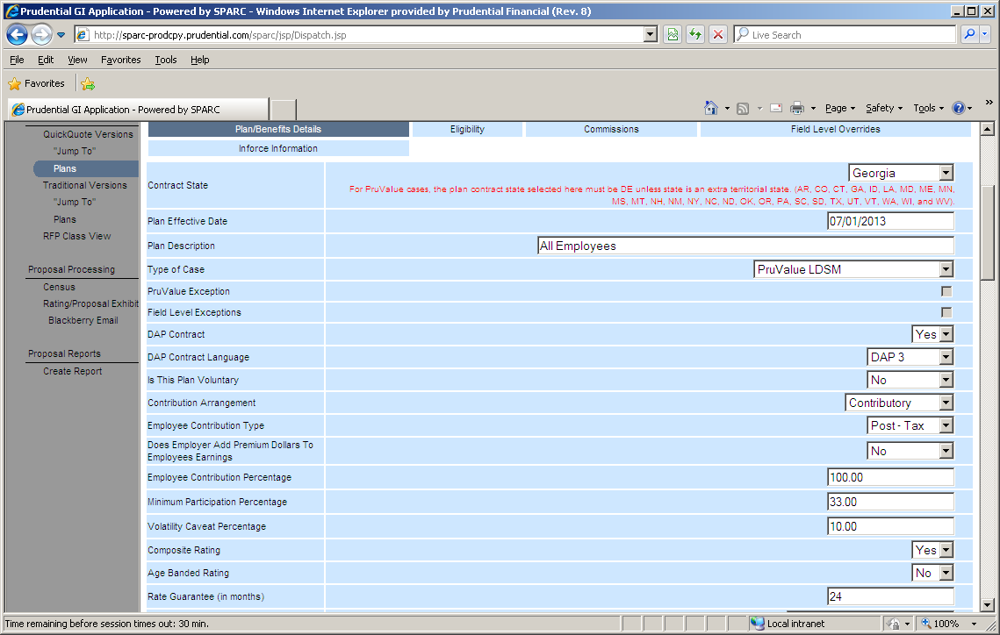 Prudential GI Application - Powered by SPARC - Windows Internet Explorer provided by Prudential Financial (Rev. 8)
http://sparc-prodcpy.prudential.com/sparc/jsp/Dispatch.jsp
Live Search
File Edit View Favorites Tools Help
Favorites
Prudential GI Application - Powered by SPARC
Page Safety Tools
QuickQuote Versions
"Jump To"
Plans
Traditional Versions
"Jump To"
Plans
RFP Class View
Proposal Processing
Census
Rating/Proposal Exhibit
Blackberry Email
Proposal Reports
Create Report
Plan/Benefits Details Eligibility Commissions Field Level Overrides
Inforce Information
Contract State Georgia
For PruValue cases, the plan contract state selected here must be DE unless state is an extra territorial state. (AR, CO, CT, GA, ID, LA, MD, ME, MN,
MS, MT, NH, NM, NY, NC, ND, OK, OR, PA, SC, SD, TX, UT, VT, WA, WI, and WV).
Plan Effective Date 07/01/2013
Plan Description All Employees
Type of Case PruValue LDSM
PruValue Exception
Field Level Exceptions
DAP Contract Yes
DAP Contract Language DAP 3
Is This Plan Voluntary No
Contribution Arrangement Contributory
Employee Contribution Type Post - Tax
Does Employer Add Premium Dollars To
Employees Earnings No
Employee Contribution Percentage 100.00
Minimum Participation Percentage 33.00
Volatility Caveat Percentage 10.00
Composite Rating Yes
Age Banded Rating No
Rate Guarantee (in months) 24
Time remaining before session times out: 30 min.
Local intranet
100%